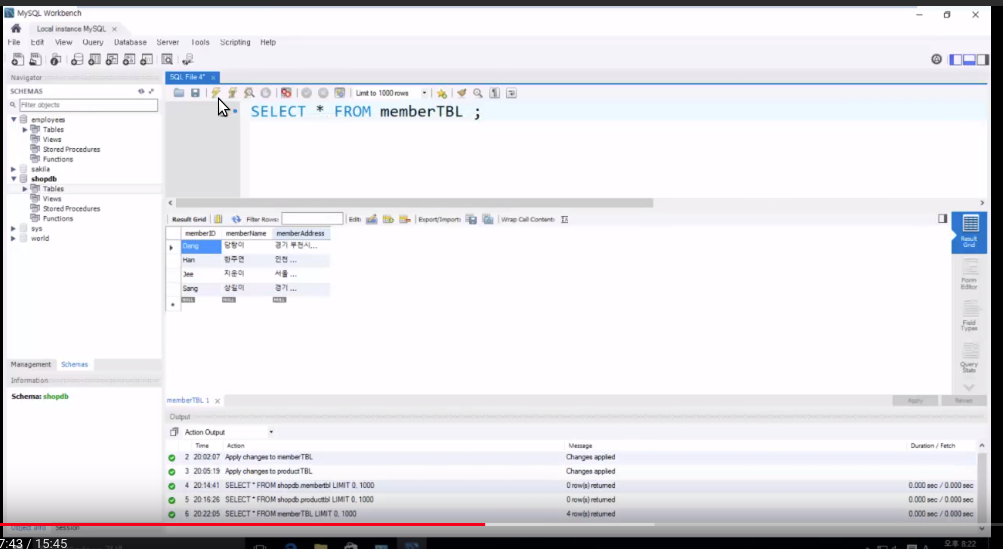 MySQL Workbench
Local instance MySQL ×
File Edit View Query Database Server Tools Scripting Help
Navigator
SCHEMAS
Filter objects
employees
Tables
Views
Stored Procedures
Functions
sakila
shopdb
Tables
Views
Stored Procedures
Functions
sys
world
Management Schemas
Information
Schema: shopdb
Object Info Session
SQL File 4* ×
Limit to 1000 rows
SELECT * FROM memberTBL ;
Result Grid Filter Rows: Edit: Export/Import: Wrap Cell Content:
memberID memberName memberAddress
Dang 당탕이 경기 부천시...
Han 한주연 인천 ...
Jee 지운이 서울 ...
Sang 상길이 경기 ...
NULL NULL NULL
Result Grid
Form Editor
Field Types
Query Stats
memberTBL 1 × Apply Revert
Output
Action Output
Time Action Message Duration / Fetch
2 20:02:07 Apply changes to memberTBL Changes applied
3 20:05:19 Apply changes to productTBL Changes applied
4 20:14:41 SELECT * FROM shopdb.membertbl LIMIT 0, 1000 0 row(s) returned 0.000 sec / 0.000 sec
5 20:16:26 SELECT * FROM shopdb.producttbl LIMIT 0, 1000 0 row(s) returned 0.000 sec / 0.000 sec
6 20:22:05 SELECT * FROM memberTBL LIMIT 0, 1000 4 row(s) returned 0.000 sec / 0.000 sec
7:43 / 15:45
오후 8:22